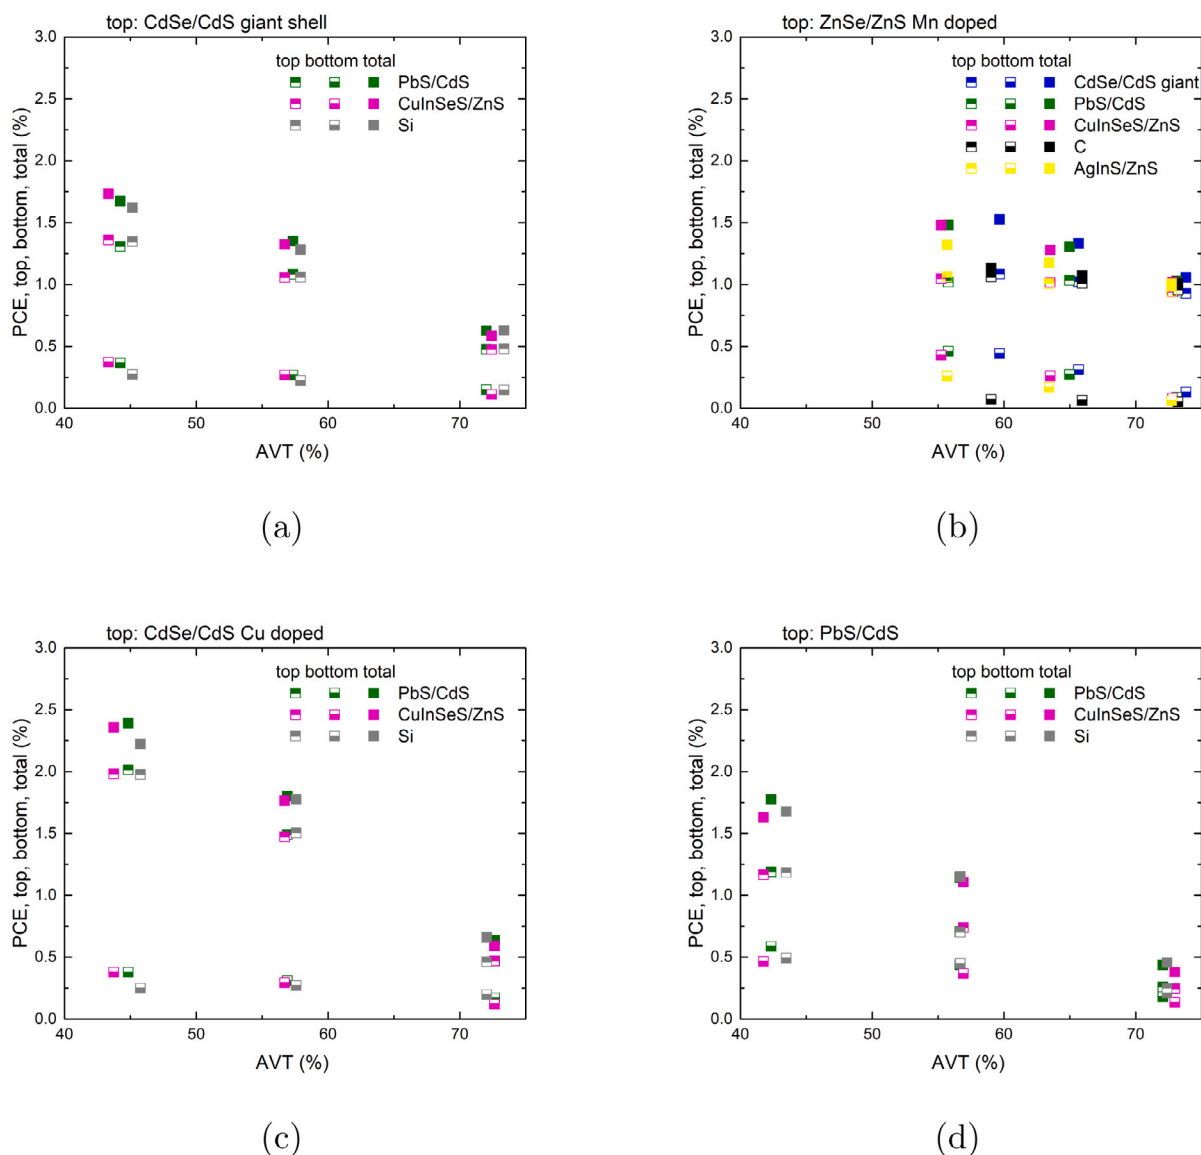 top: CdSe/CdS giant shell
3.0
2.5
2.0
1.5
1.0
0.5
0.0
PCE, top, bottom, total (%)
top bottom total
PbS/CdS
CuInSeS/ZnS
Si
40 50 60 70
AVT (%)
(a)
top: ZnSe/ZnS Mn doped
3.0
2.5
2.0
1.5
1.0
0.5
0.0
PCE, top, bottom, total (%)
top bottom total
CdSe/CdS giant
PbS/CdS
CuInSeS/ZnS
C
AgInS/ZnS
40 50 60 70
AVT (%)
(b)
top: CdSe/CdS Cu doped
3.0
2.5
2.0
1.5
1.0
0.5
0.0
PCE, top, bottom, total (%)
top bottom total
PbS/CdS
CuInSeS/ZnS
Si
40 50 60 70
AVT (%)
(c)
top: PbS/CdS
3.0
2.5
2.0
1.5
1.0
0.5
0.0
PCE, top, bottom, total (%)
top bottom total
PbS/CdS
CuInSeS/ZnS
Si
40 50 60 70
AVT (%)
(d)